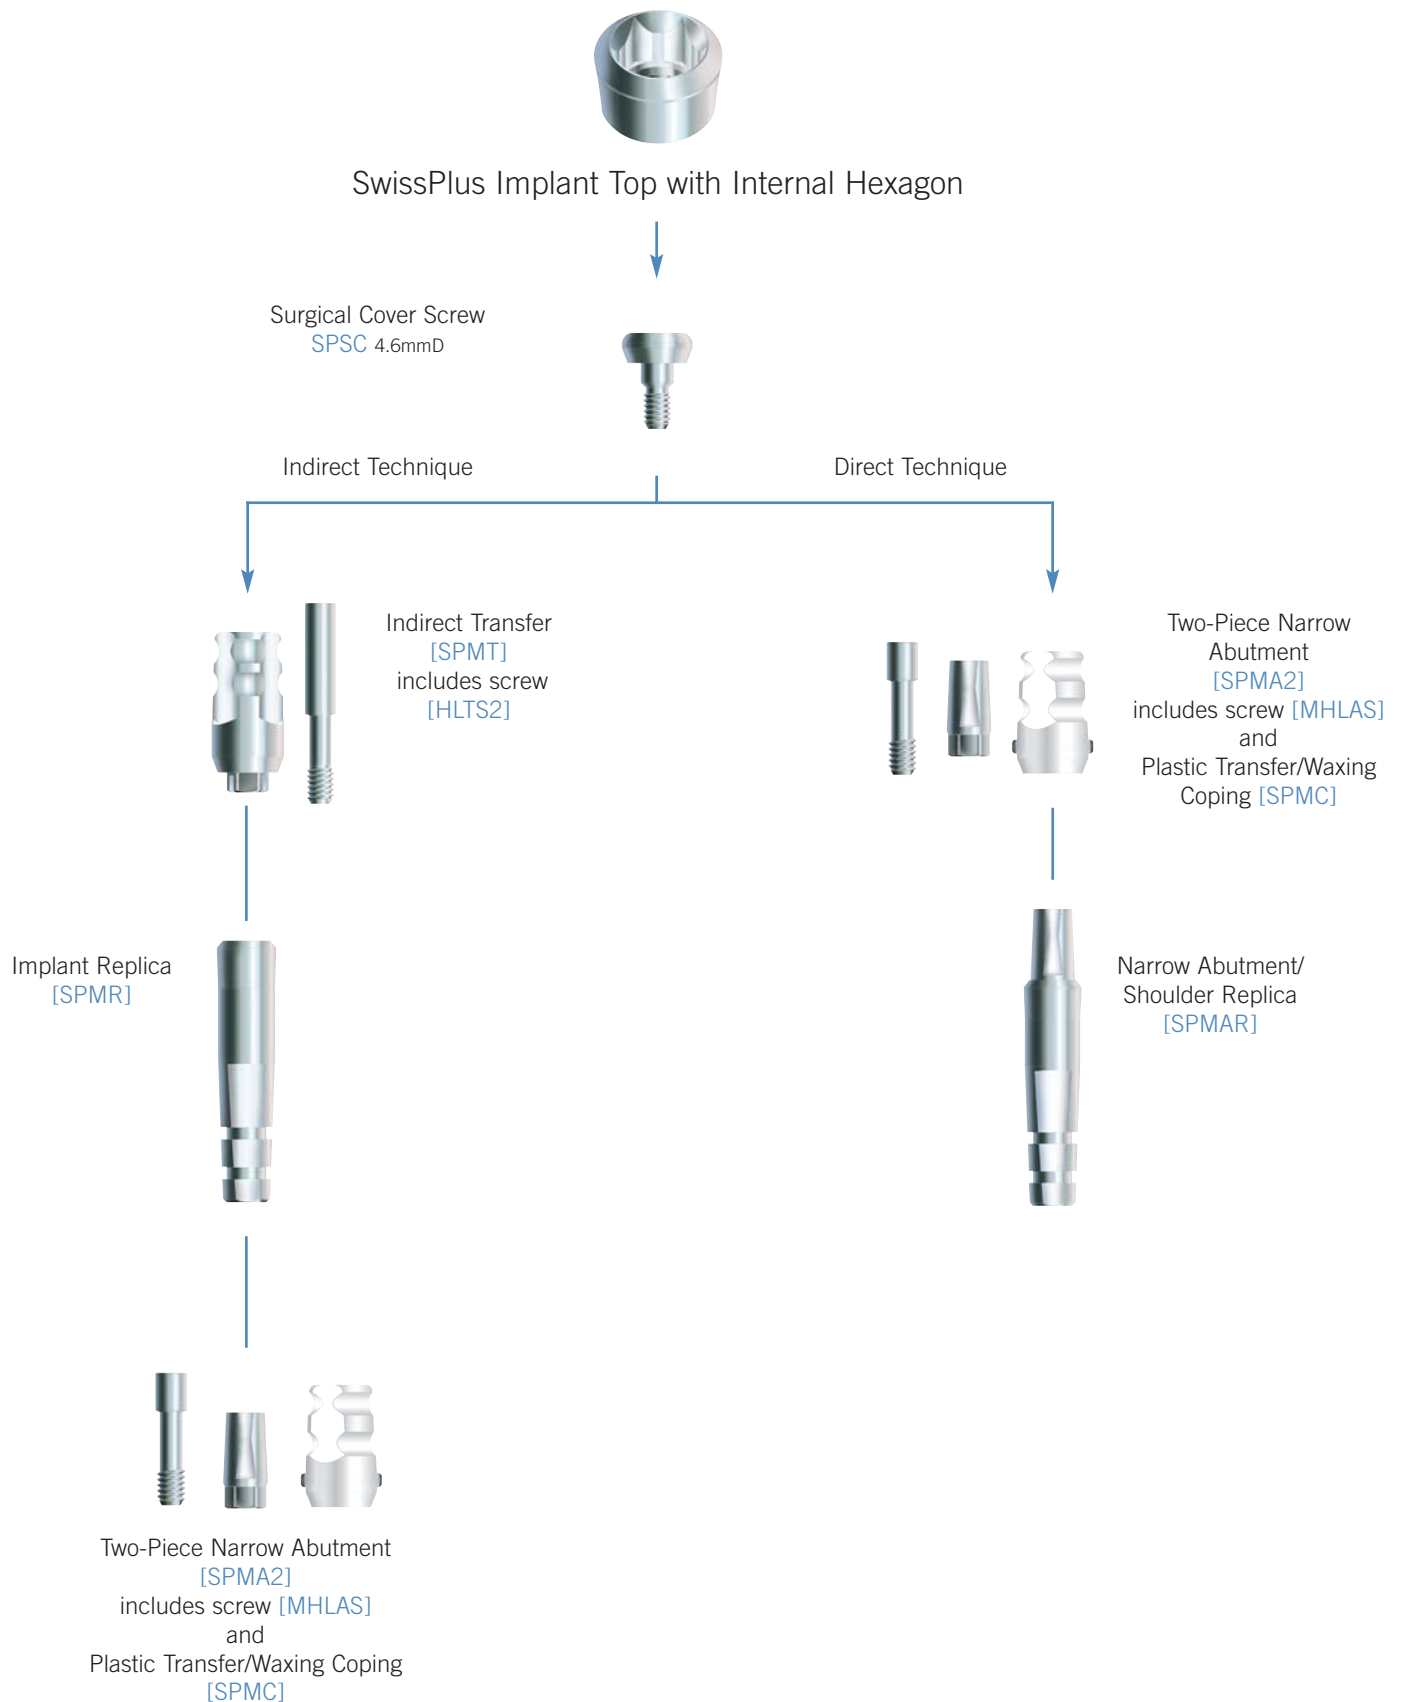 SwissPlus Implant Top with Internal Hexagon
Surgical Cover Screw
SPSC 4.6mmD
Indirect Technique
Direct Technique
Indirect Transfer
[SPMT]
includes screw
[HLTS2]
Two-Piece Narrow
Abutment
[SPMA2]
includes screw [MHLAS]
and
Plastic Transfer/Waxing
Coping [SPMC]
Implant Replica
[SPMR]
Narrow Abutment/
Shoulder Replica
[SPMAR]
Two-Piece Narrow Abutment
[SPMA2]
includes screw [MHLAS]
and
Plastic Transfer/Waxing Coping
[SPMC]